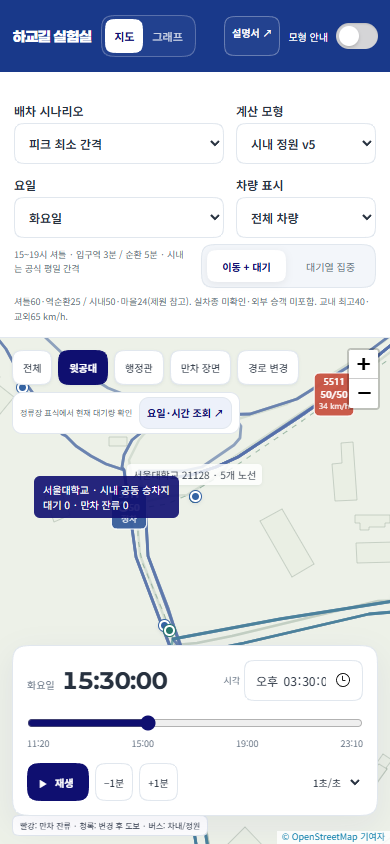 하교길 실험실
지도
그래프
설명서 ↗
모형 안내
배차 시나리오
계산 모형
피크 최소 간격
시내 정원 v5
요일
차량 표시
화요일
전체 차량
15–19시 셔틀 · 입구역 3분 / 순환 5분 · 시내
는 공식 평일 간격
이동 + 대기
대기열 집중
셔틀60·역순환25 / 시내50·마을24(제원 참고). 실차종 미확인·외부 승객 미포함. 교내 최고40·
교외65 km/h.
전체
윗공대
행정관
만차 장면
경로 변경
+
−
5511
50/50
34 km/h
정류장 표식에서 현재 대기량 확인
요일·시간 조회 ↗
서울대학교 21128 · 5개 노선
서울대학교 · 시내 공동 승차지
대기 0 · 만차 잔류 0
정차
화요일
15:30:00
시각
오후 03:30:0
11:20
15:00
19:00
23:10
▶ 재생
−1분
+1분
1초/초
빨강: 만차 잔류 · 청록: 변경 후 도보 · 버스: 차내/정원
© OpenStreetMap 기여자